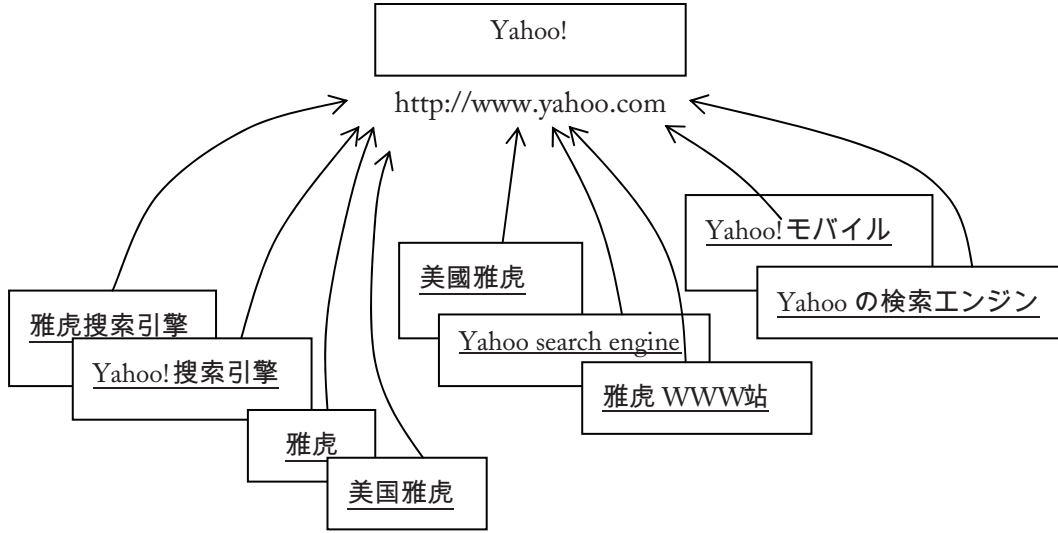 Yahoo!
http://www.yahoo.com
Yahoo!モバイル
美國雅虎
Yahoo の検索エンジン
雅虎搜索引擎
Yahoo search engine
Yahoo!搜索引擎
雅虎 WWW站
雅虎
美国雅虎